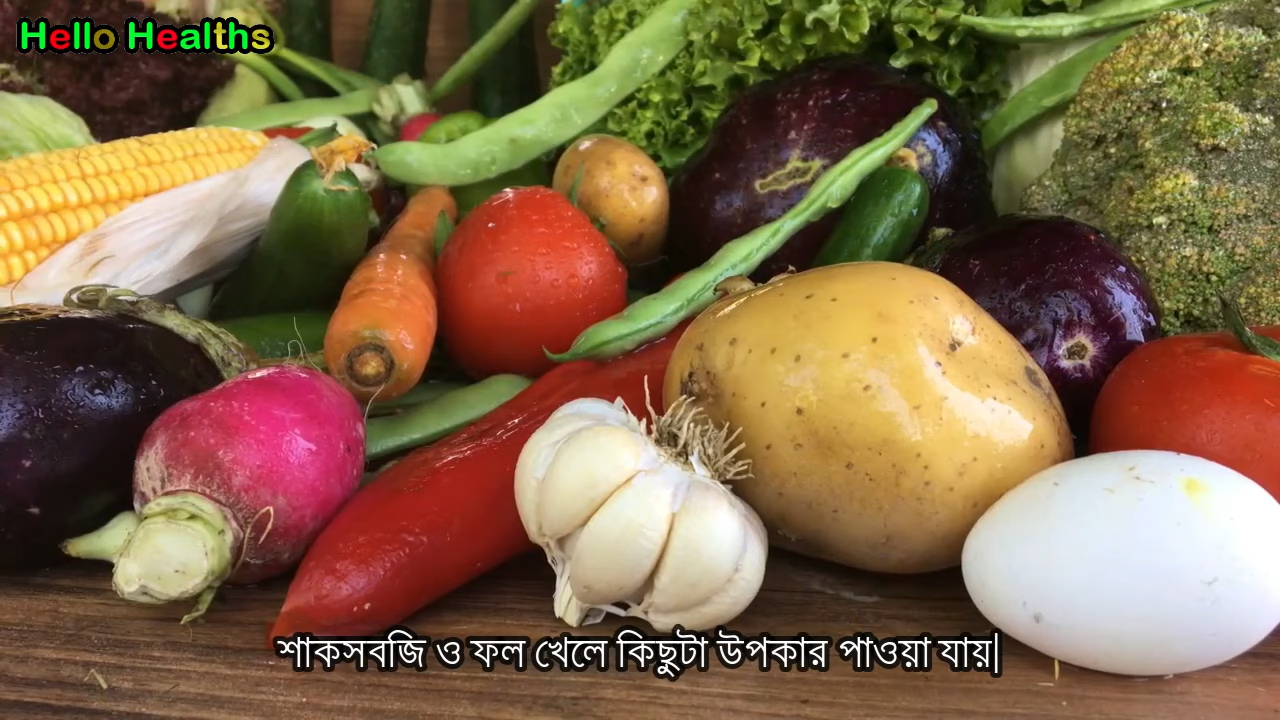 Hello Healths
শাকসবজি ও ফল খেলে কিছুটা উপকার পাওয়া যায়|